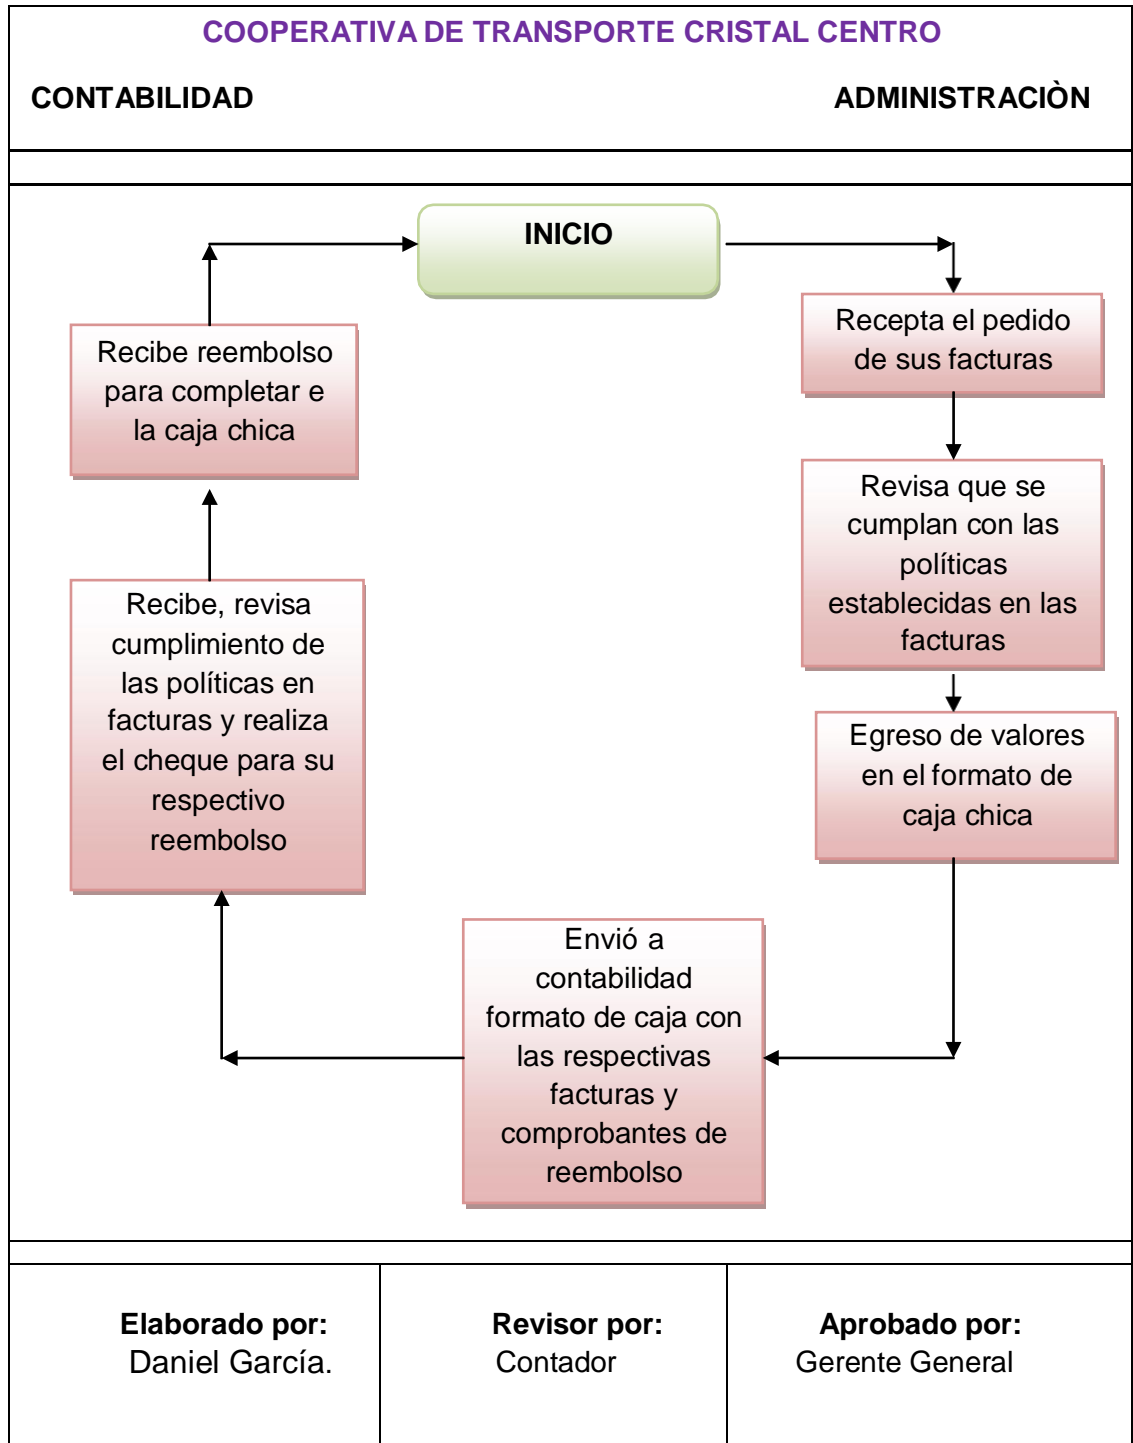 COOPERATIVA DE TRANSPORTE CRISTAL CENTRO
CONTABILIDAD
ADMINISTRACIÒN
INICIO
Recepta el pedido
de sus facturas
Revisa que se
cumplan con las
políticas
establecidas en las
facturas
Egreso de valores
en el formato de
caja chica
Envió a
contabilidad
formato de caja con
las respectivas
facturas y
comprobantes de
reembolso
Recibe, revisa
cumplimiento de
las políticas en
facturas y realiza
el cheque para su
respectivo
reembolso
Recibe reembolso
para completar e
la caja chica
Elaborado por:
Daniel García.
Revisor por:
Contador
Aprobado por:
Gerente General